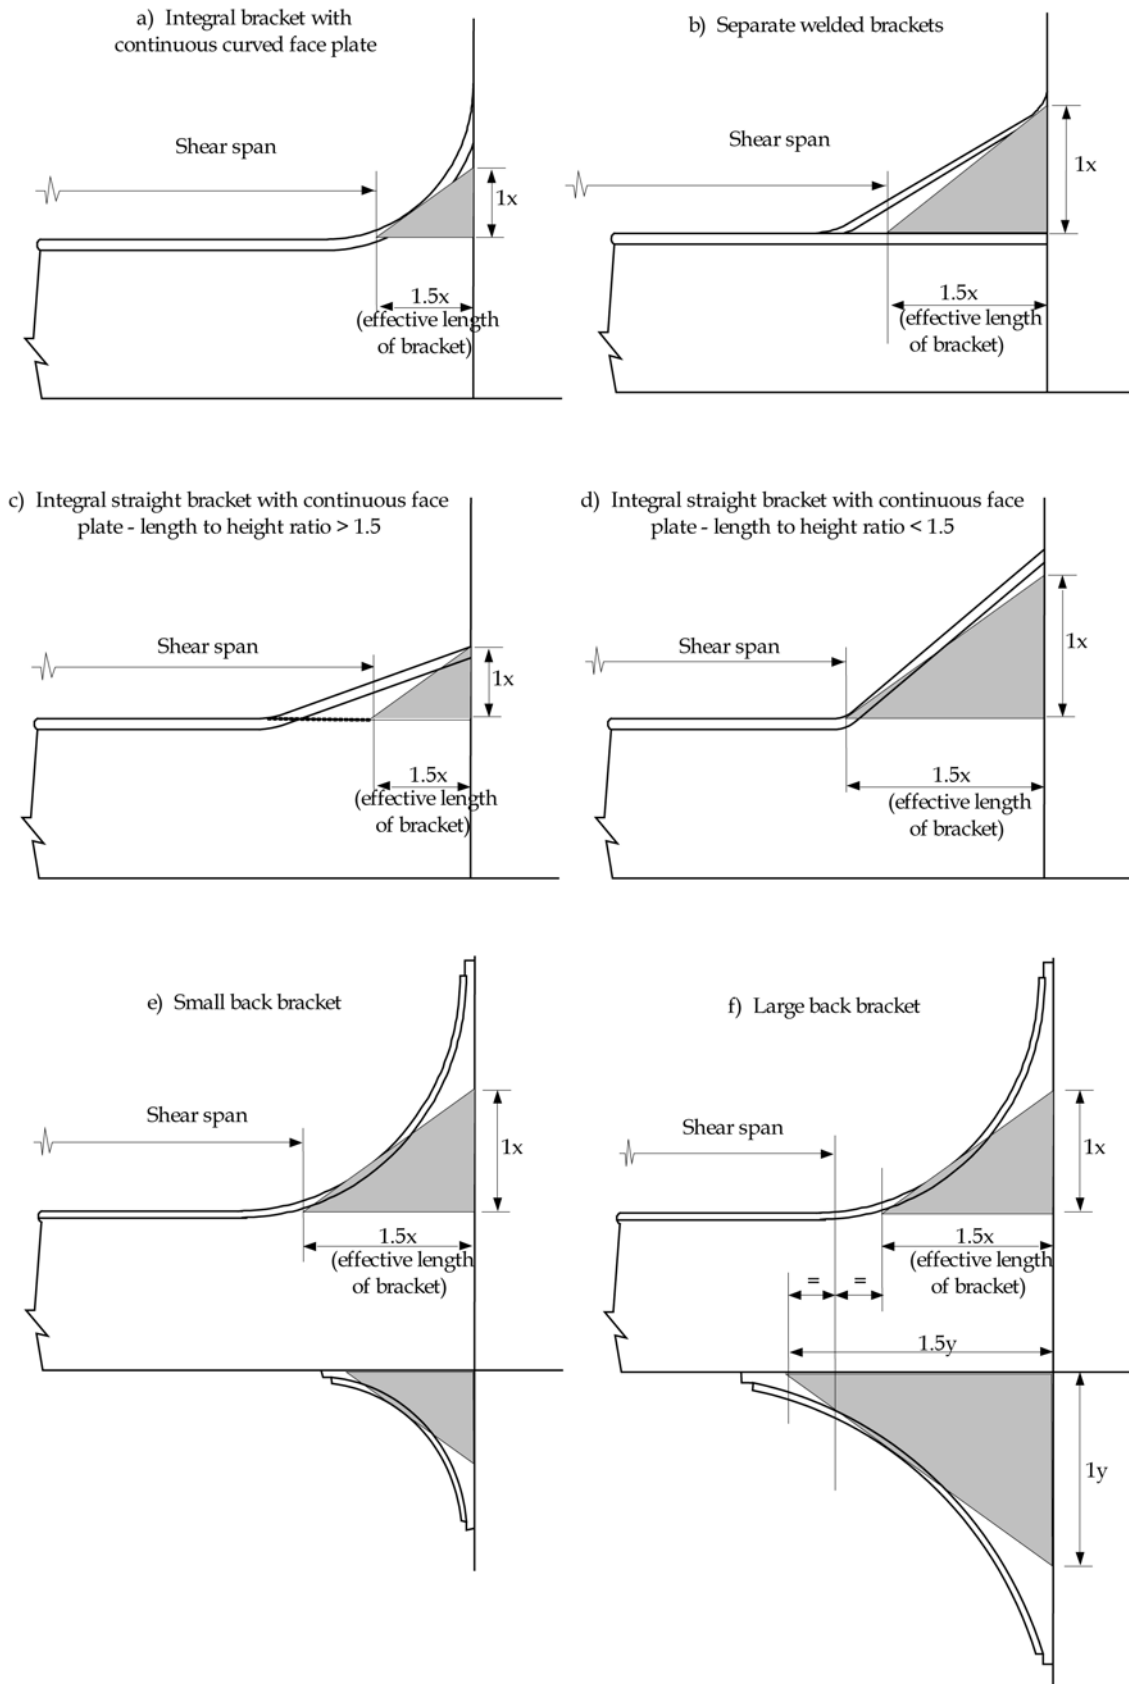 a) Integral bracket with
continuous curved face plate
Shear span
1x
1.5x
(effective length
of bracket)
b) Separate welded brackets
Shear span
1x
1.5x
(effective length
of bracket)
c) Integral straight bracket with continuous face
plate - length to height ratio > 1.5
Shear span
1x
1.5x
(effective length
of bracket)
d) Integral straight bracket with continuous face
plate - length to height ratio < 1.5
Shear span
1x
1.5x
(effective length
of bracket)
e) Small back bracket
Shear span
1x
1.5x
(effective length
of bracket)
f) Large back bracket
Shear span
1x
1.5x
(effective length
of bracket)
= =
1.5y
1y